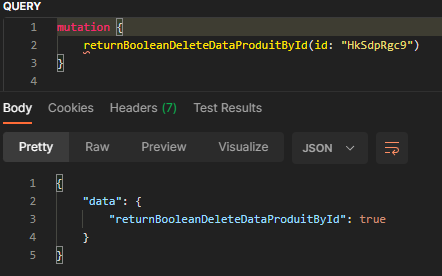 QUERY
1 mutation {
2 returnBooleanDeleteDataProduitById(id: "HkSdpRgc9")
3 }
4
Body Cookies Headers (7) Test Results
Pretty Raw Preview Visualize JSON
1 {
2 "data": {
3 "returnBooleanDeleteDataProduitById": true
4 }
5 }